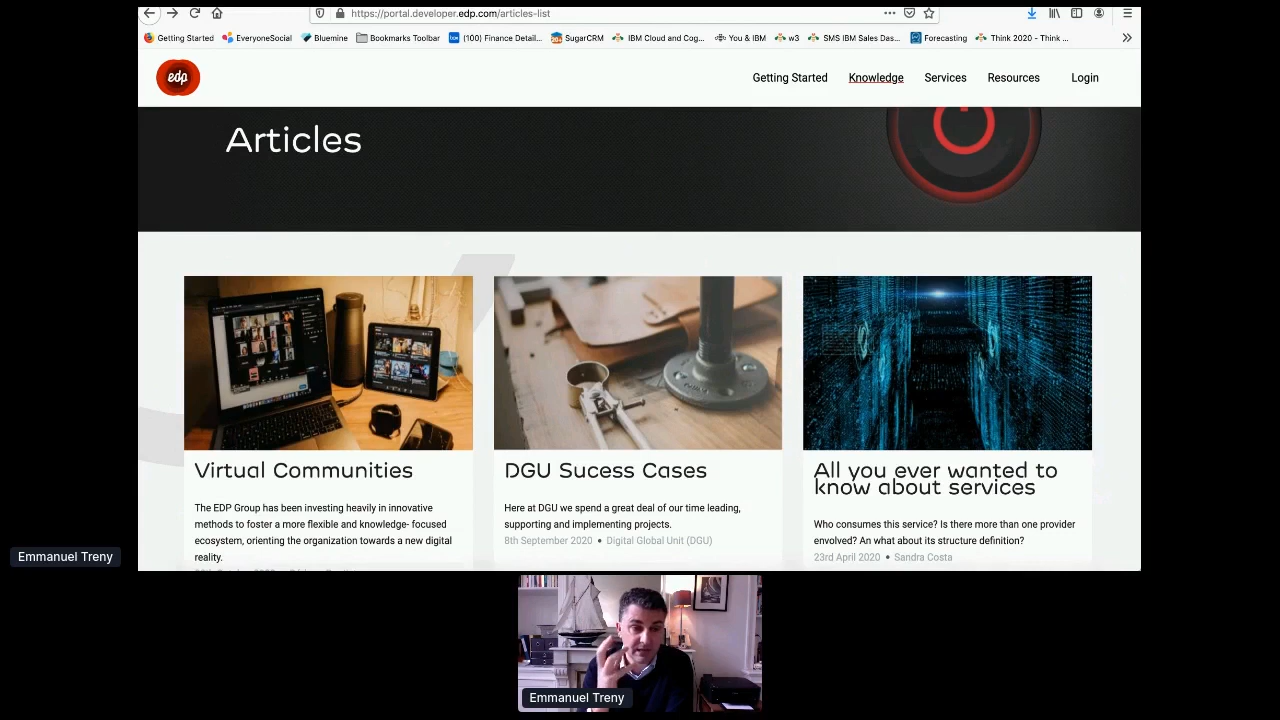 https://portal.developer.edp.com/articles-list
Getting Started
EveryoneSocial
Bluemine
Bookmarks Toolbar
(100) Finance Detail...
SugarCRM
IBM Cloud and Cog...
You & IBM
w3
SMS IBM Sales Das...
Forecasting
Think 2020 - Think ...
edp
Getting Started
Knowledge
Services
Resources
Login
Articles
Virtual Communities
The EDP Group has been investing heavily in innovative
methods to foster a more flexible and knowledge- focused
ecosystem, orienting the organization towards a new digital
reality.
DGU Sucess Cases
Here at DGU we spend a great deal of our time leading,
supporting and implementing projects.
8th September 2020 • Digital Global Unit (DGU)
All you ever wanted to
know about services
Who consumes this service? Is there more than one provider
envolved? An what about its structure definition?
23rd April 2020 • Sandra Costa
Emmanuel Treny
Emmanuel Treny